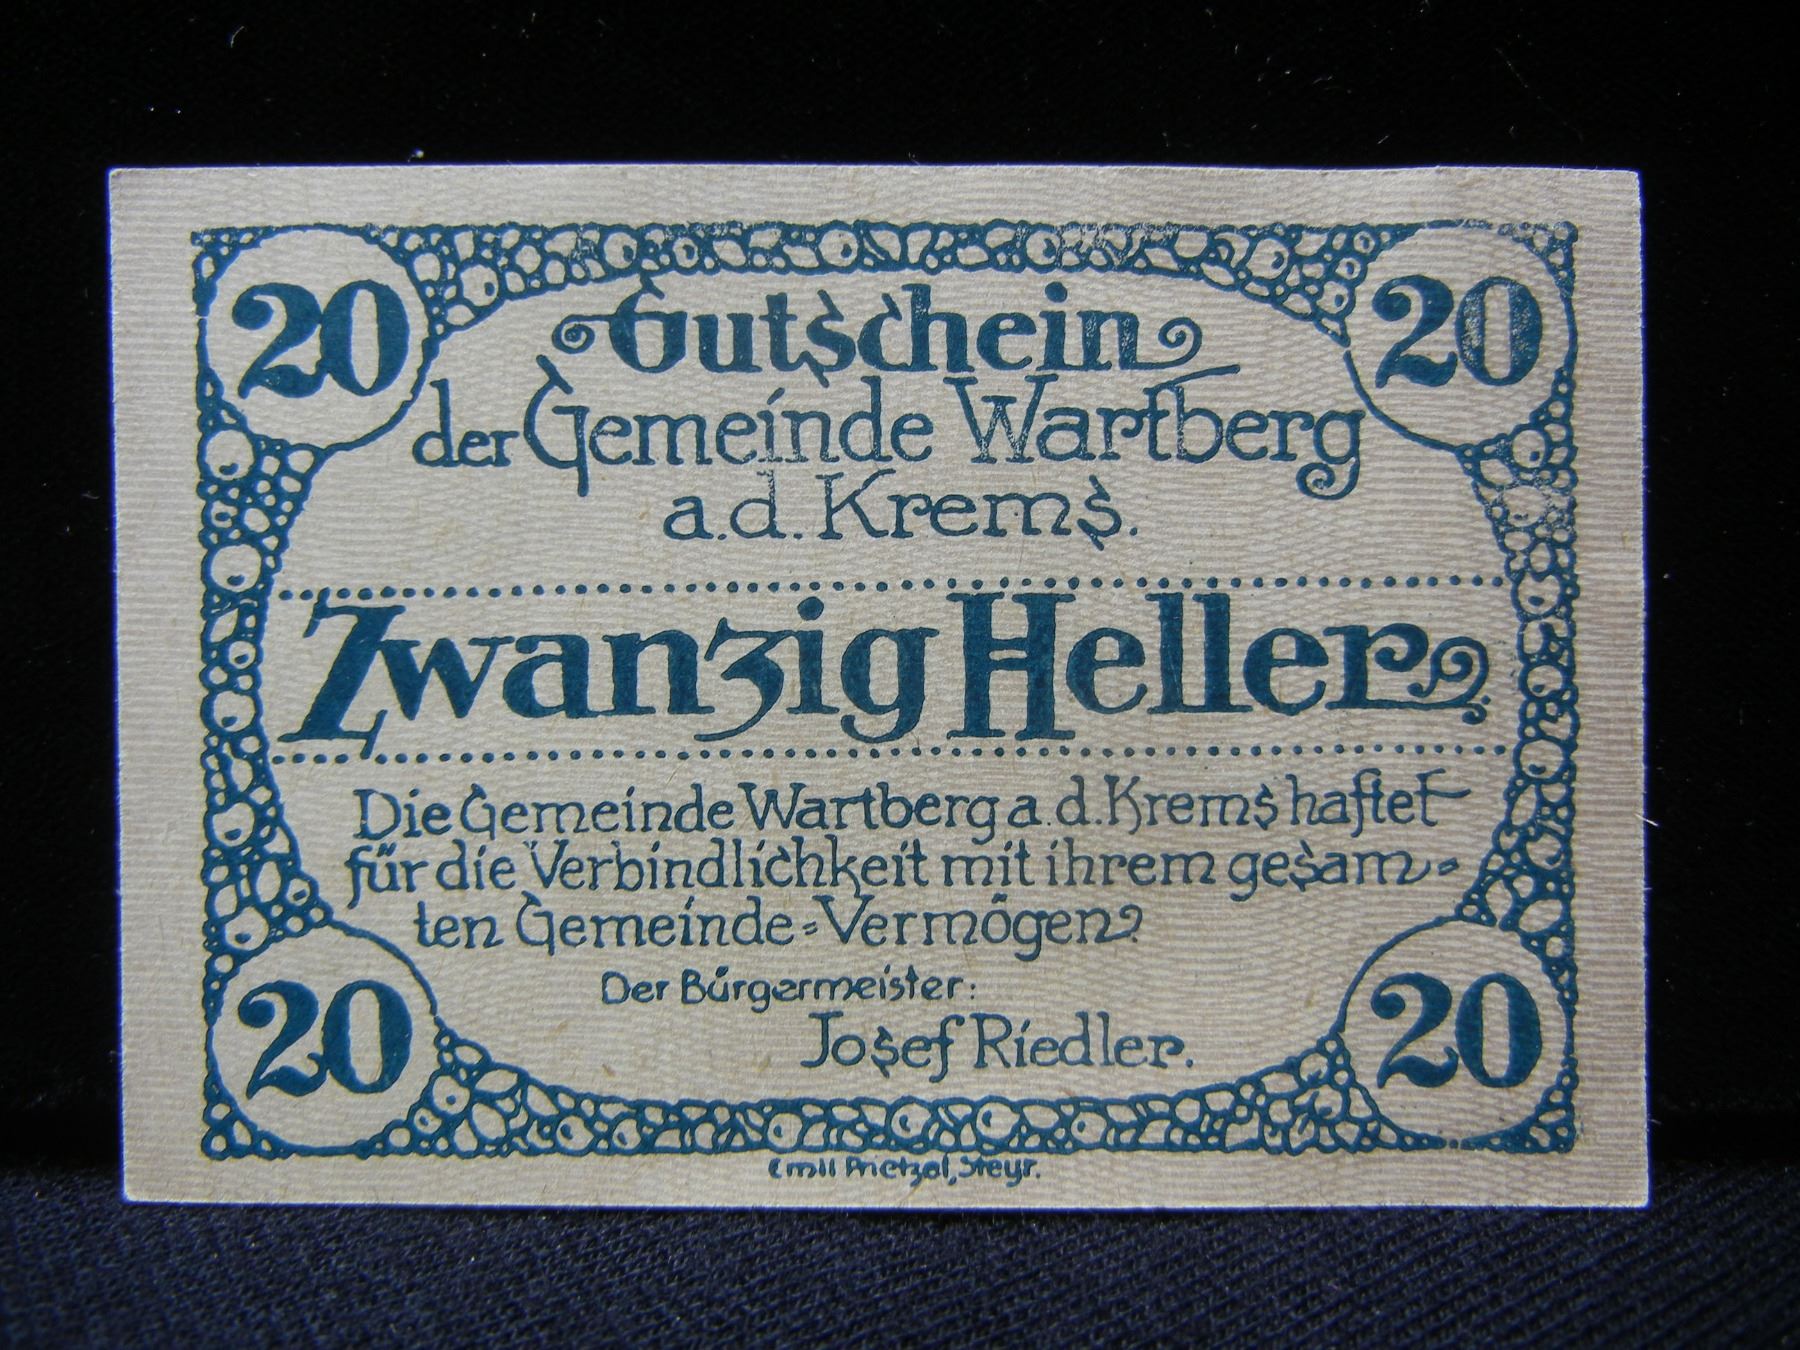 20 20
Gutschein
der Gemeinde Wartberg
a.d. Krems.
Zwanzig Heller
Die Gemeinde Wartberg a.d. Krems haftet
für die Verbindlichkeit mit ihrem gesam=
ten Gemeinde=Vermögen
Der Bürgermeister:
Josef Riedler.
20 20
Emil Prietzel, Steyr.